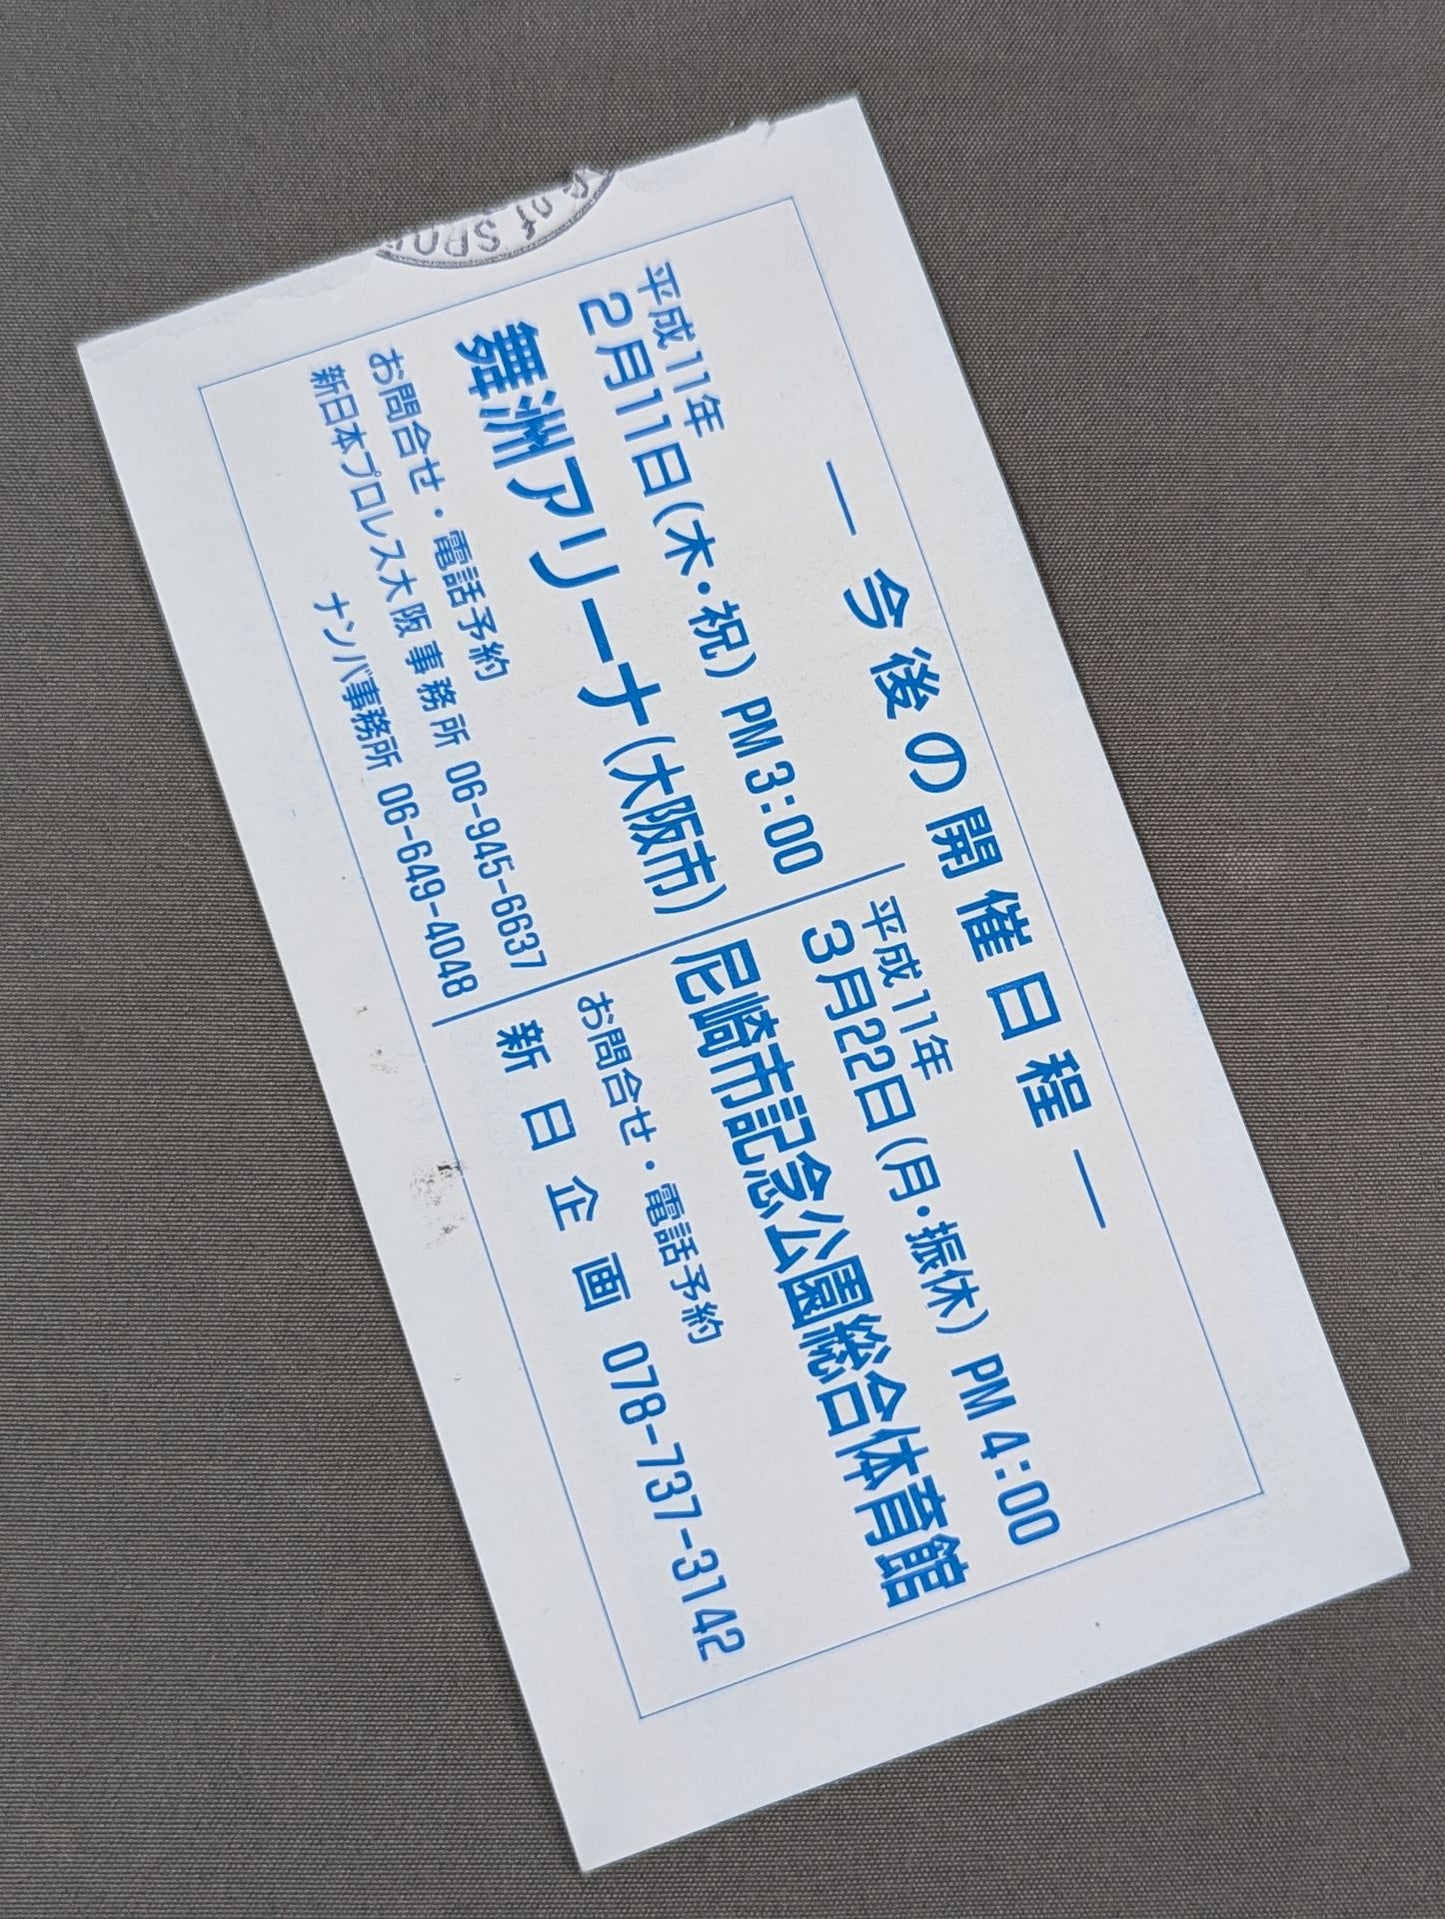 ― 今後の開催日程 ―
平成11年
2月11日(木・祝) PM 3:00
舞洲アリーナ(大阪市)
お問合せ・電話予約
新日本プロレス大阪事務所 06-945-6637
ナンバ事務所 06-649-4048
平成11年
3月22日(月・振休) PM 4:00
尼崎市記念公園総合体育館
お問合せ・電話予約
新日企画 078-737-3142